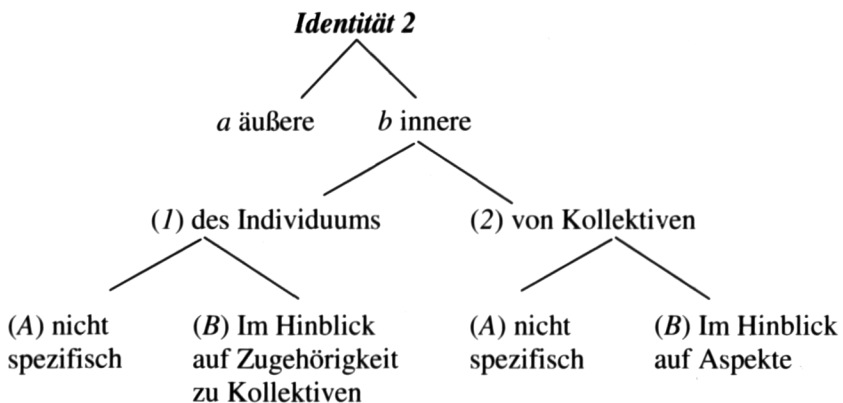 Identität 2
a äußere b innere
(1) des Individuums (2) von Kollektiven
(A) nicht (B) Im Hinblick (A) nicht (B) Im Hinblick
spezifisch auf Zugehörigkeit spezifisch auf Aspekte
zu Kollektiven